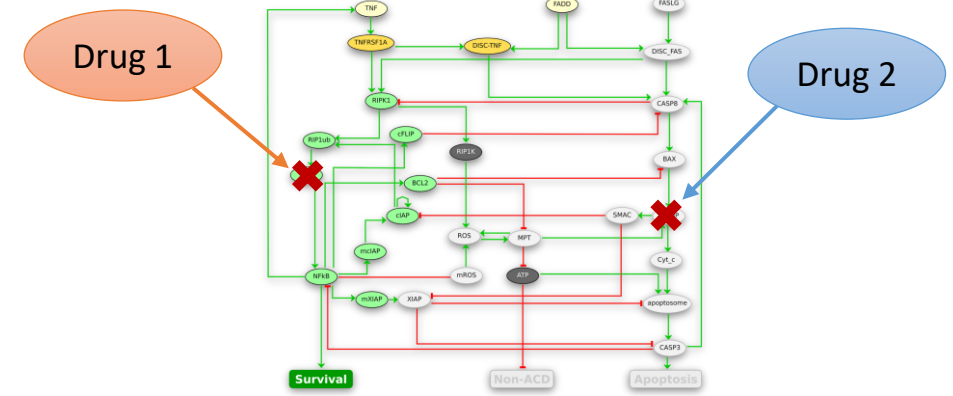 TNF
FADD
FASLG
Drug 1
TNFRSF1A
DISC-TNF
DISC_FAS
Drug 2
RIPK1
CASP8
RIP1ub
cFLIP
RIP1K
BAX
BCL2
cIAP
SMAC
ROS
MPT
mcIAP
Cyt_c
NFkB
mROS
ATP
mXIAP
XIAP
apoptosome
CASP3
Survival
Non-ACD
Apoptosis